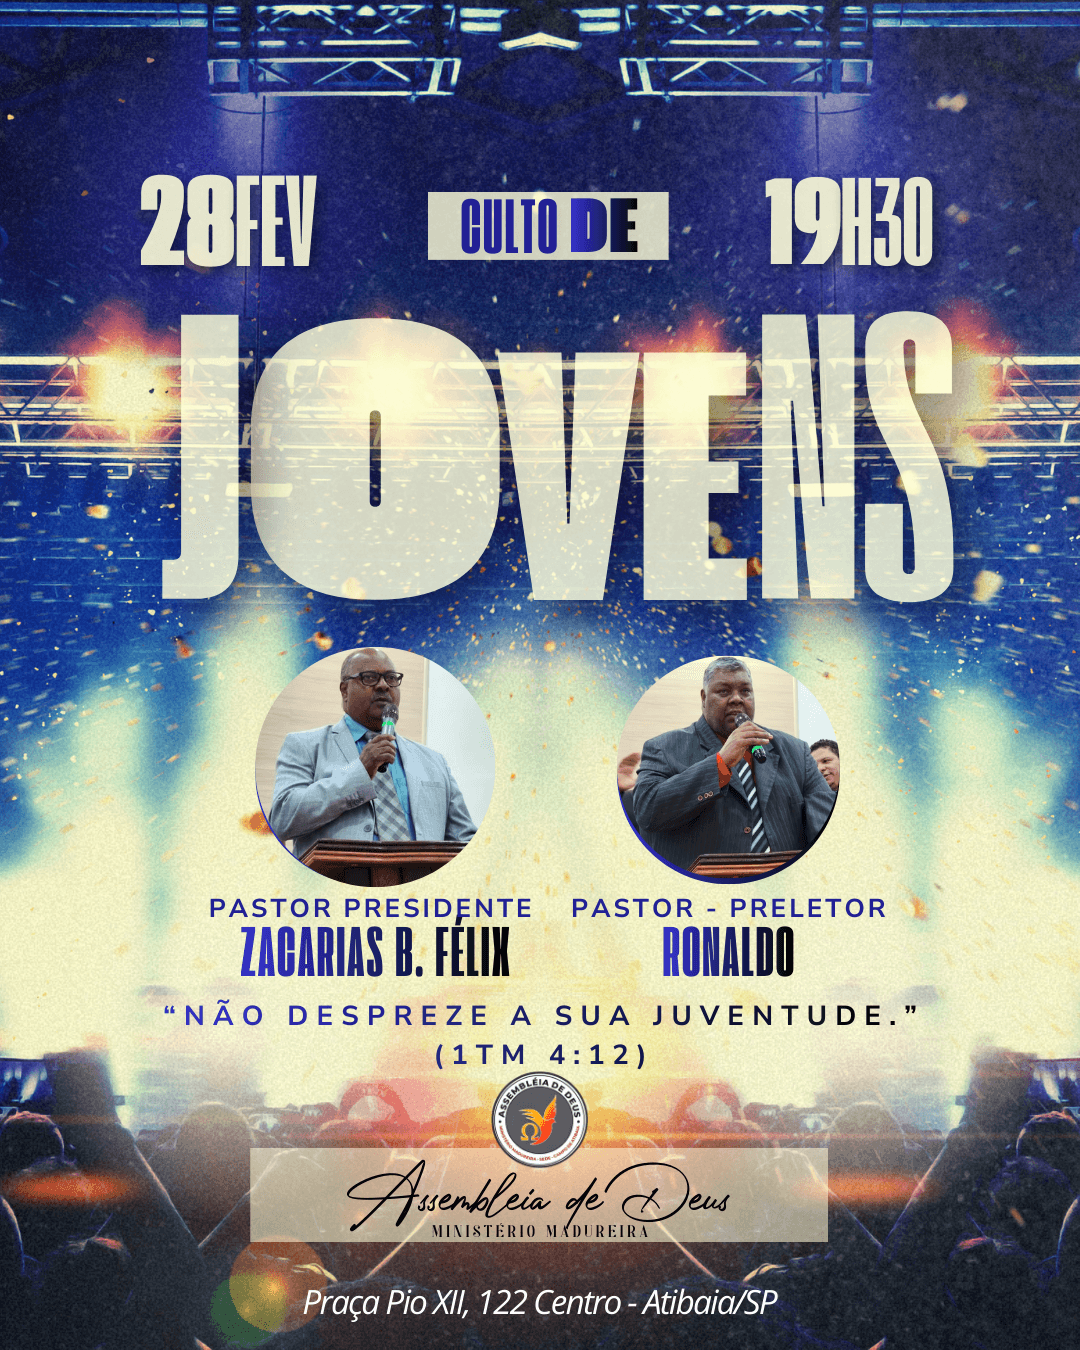 28FEV
CULTO DE
19H30
JOVENS
PASTOR PRESIDENTE
ZACARIAS B. FÉLIX
PASTOR - PRELETOR
RONALDO
“NÃO DESPREZE A SUA JUVENTUDE.”
(1TM 4:12)
ASSEMBLÉIA DE DEUS
Assembleia de Deus
MINISTÉRIO MADUREIRA
Praça Pio XII, 122 Centro - Atibaia/SP